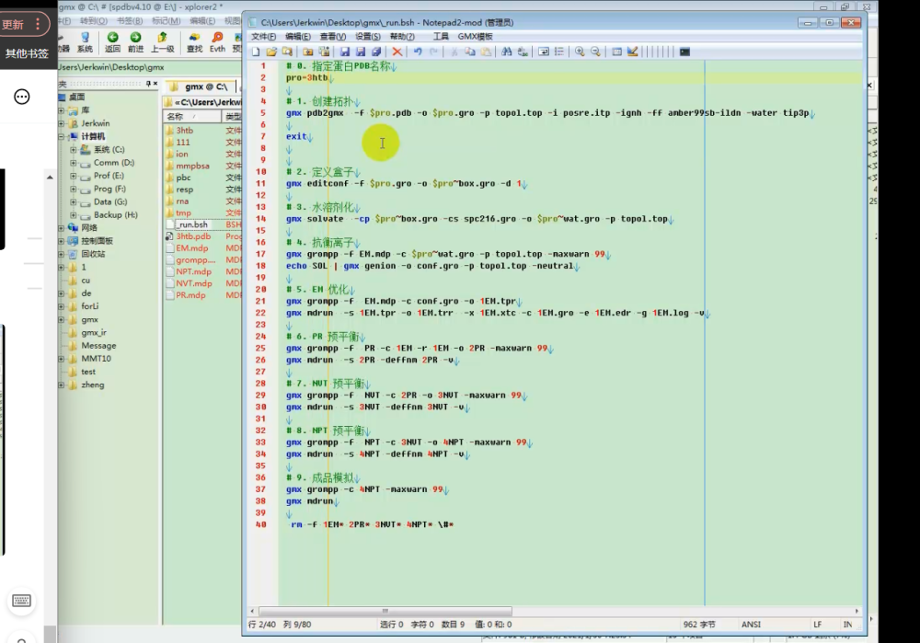 更新
其他书签
gmx @ C:\ # [spdbv4.10 @ E:\] - xplorer2 *
系统
返回
前进
上一级
查找
Evth
Users\Jerkwin\Desktop\gmx
桌面
库
Jerkwin
计算机
系统 (C:)
Comm (D:)
Prof (E:)
Prog (F:)
Data (G:)
Backup (H:)
网络
控制面板
回收站
1
cu
de
forLi
gmx
gmx_ir
Message
MMT10
test
zheng
gmx @ C:\
« C:\Users\Jerkwi
名称
类型
3htb 文件
111 文件
ion 文件
mmpbsa 文件
pbc 文件
resp 文件
rna 文件
tmp 文件
_run.bsh BSH
3htb.pdb Prog
EM.mdp MDP
grompp...
NPT.mdp
NVT.mdp
PR.mdp
C:\Users\Jerkwin\Desktop\gmx\_run.bsh - Notepad2-mod (管理员)
文件(F) 编辑(E) 查看(V) 设置(S) 帮助(?) 工具 GMX模板
1 # 0. 指定蛋白PDB名称
2 pro=3htb
3
4 # 1. 创建拓扑
5 gmx pdb2gmx -f $pro.pdb -o $pro.gro -p topol.top -i posre.itp -ignh -ff amber99sb-ildn -water tip3p
6
7 exit
8
9
10 # 2. 定义盒子
11 gmx editconf -f $pro.gro -o $pro~box.gro -d 1
12
13 # 3. 水溶剂化
14 gmx solvate -cp $pro~box.gro -cs spc216.gro -o $pro~wat.gro -p topol.top
15
16 # 4. 抗衡离子
17 gmx grompp -f EM.mdp -c $pro~wat.gro -p topol.top -maxwarn 99
18 echo SOL | gmx genion -o conf.gro -p topol.top -neutral
19
20 # 5. EM 优化
21 gmx grompp -f EM.mdp -c conf.gro -o 1EM.tpr
22 gmx mdrun -s 1EM.tpr -o 1EM.trr -x 1EM.xtc -c 1EM.gro -e 1EM.edr -g 1EM.log -v
23
24 # 6. PR 预平衡
25 gmx grompp -f PR -c 1EM -r 1EM -o 2PR -maxwarn 99
26 gmx mdrun -s 2PR -deffnm 2PR -v
27
28 # 7. NVT 预平衡
29 gmx grompp -f NVT -c 2PR -o 3NVT -maxwarn 99
30 gmx mdrun -s 3NVT -deffnm 3NVT -v
31
32 # 8. NPT 预平衡
33 gmx grompp -f NPT -c 3NVT -o 4NPT -maxwarn 99
34 gmx mdrun -s 4NPT -deffnm 4NPT -v
35
36 # 9. 成品模拟
37 gmx grompp -c 4NPT -maxwarn 99
38 gmx mdrun
39
40 rm -f 1EM* 2PR* 3NVT* 4NPT* \#*
行 2/40 列 9/80 选行 0 字符 0 数目 9 值: 0 和: 0 962 字节 ANSI LF IN